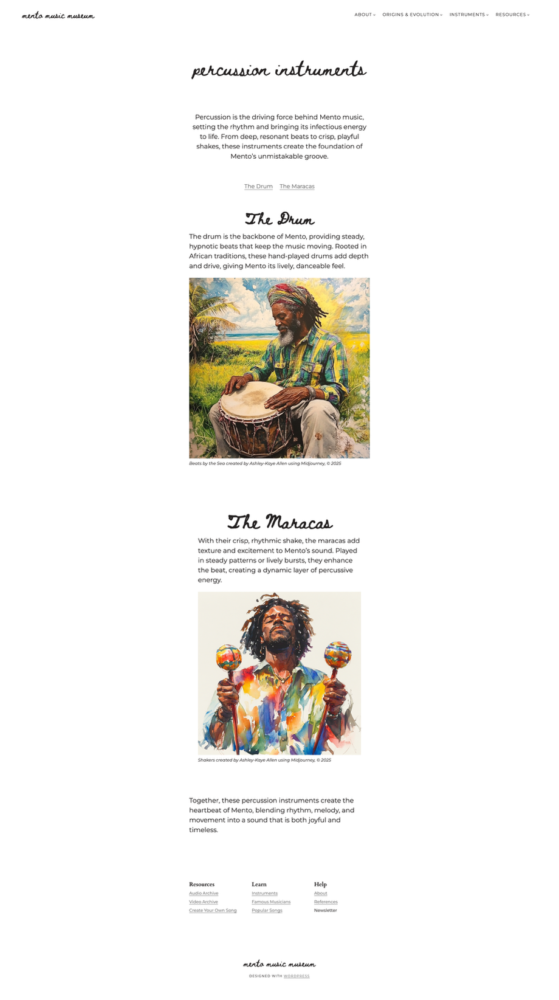 mento music museum
ABOUT ORIGINS & EVOLUTION INSTRUMENTS RESOURCES
percussion instruments
Percussion is the driving force behind Mento music,
setting the rhythm and bringing its infectious energy
to life. From deep, resonant beats to crisp, playful
shakes, these instruments create the foundation of
Mento’s unmistakable groove.
The Drum The Maracas
The Drum
The drum is the backbone of Mento, providing steady,
hypnotic beats that keep the music moving. Rooted in
African traditions, these hand-played drums add depth
and drive, giving Mento its lively, danceable feel.
Beats by the Sea created by Ashley-Kaye Allen using Midjourney, © 2025
The Maracas
With their crisp, rhythmic shake, the maracas add
texture and excitement to Mento’s sound. Played
in steady patterns or lively bursts, they enhance
the beat, creating a dynamic layer of percussive
energy.
Shakers created by Ashley-Kaye Allen using Midjourney, © 2025
Together, these percussion instruments create the
heartbeat of Mento, blending rhythm, melody, and
movement into a sound that is both joyful and
timeless.
Resources
Audio Archive
Video Archive
Create Your Own Song
Learn
Instruments
Famous Musicians
Popular Songs
Help
About
References
Newsletter
mento music museum
DESIGNED WITH WORDPRESS